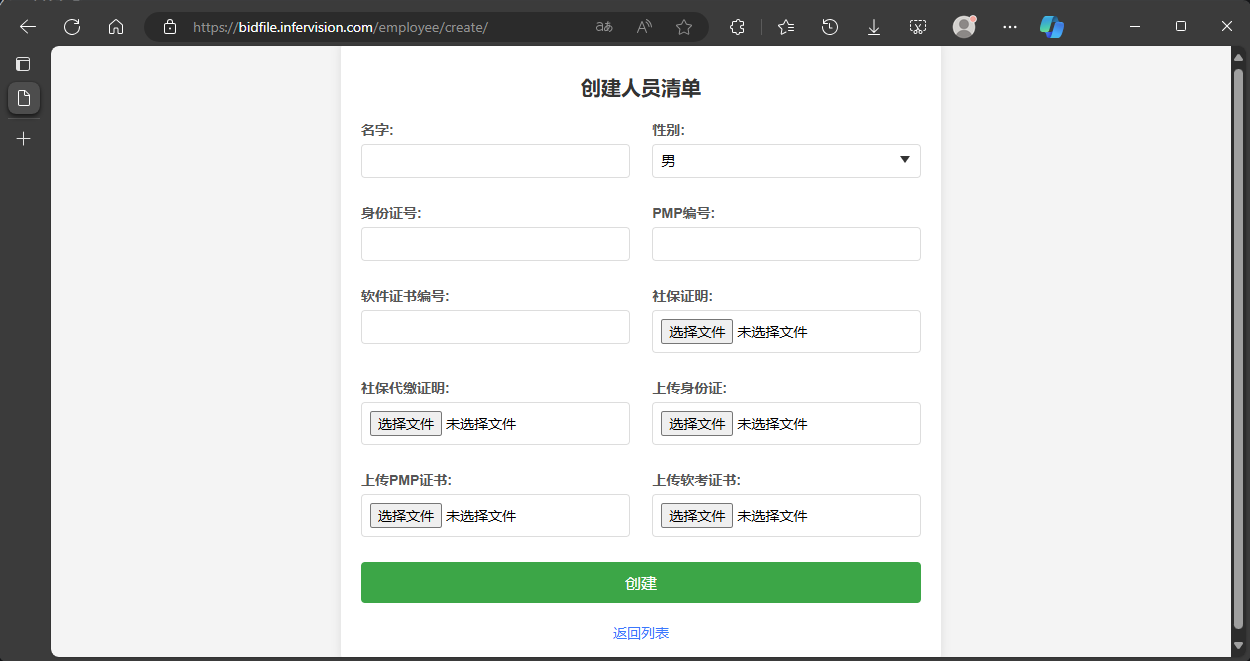 https://bidfile.infervision.com/employee/create/
创建人员清单
名字:
性别:
男
身份证号:
PMP编号:
软件证书编号:
社保证明:
选择文件 未选择文件
社保代缴证明:
上传身份证:
选择文件 未选择文件
选择文件 未选择文件
上传PMP证书:
上传软考证书:
选择文件 未选择文件
选择文件 未选择文件
创建
返回列表